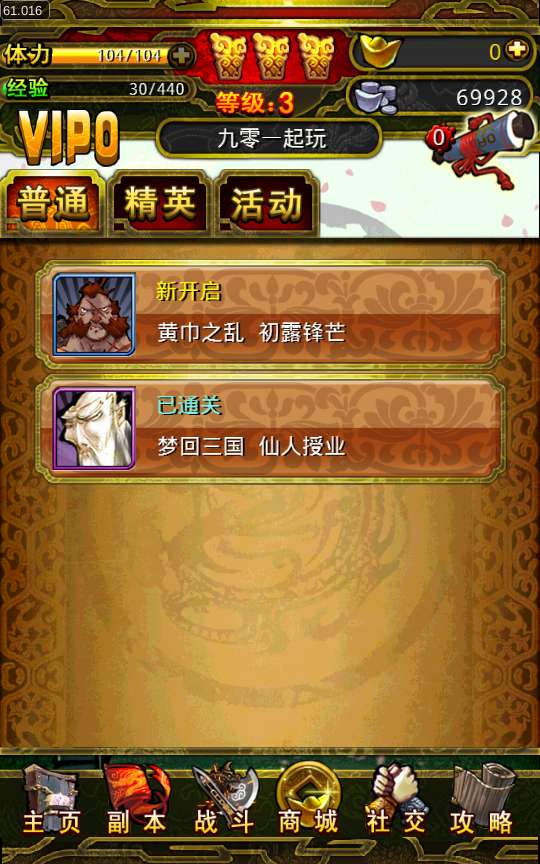 61.016
体力 104/104
0
经验 30/440
等级:3
69928
VIP0
九零一起玩
0
普通 精英 活动
新开启
黄巾之乱 初露锋芒
已通关
梦回三国 仙人授业
主页 副本 战斗 商城 社交 攻略